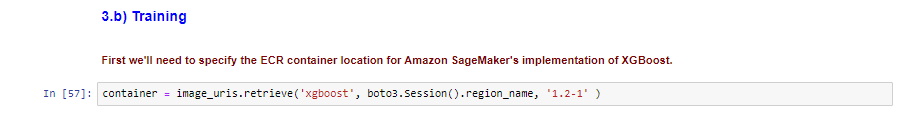 3.b) Training
First we'll need to specify the ECR container location for Amazon SageMaker's implementation of XGBoost.
In [57]: container = image_uris.retrieve('xgboost', boto3.Session().region_name, '1.2-1' )